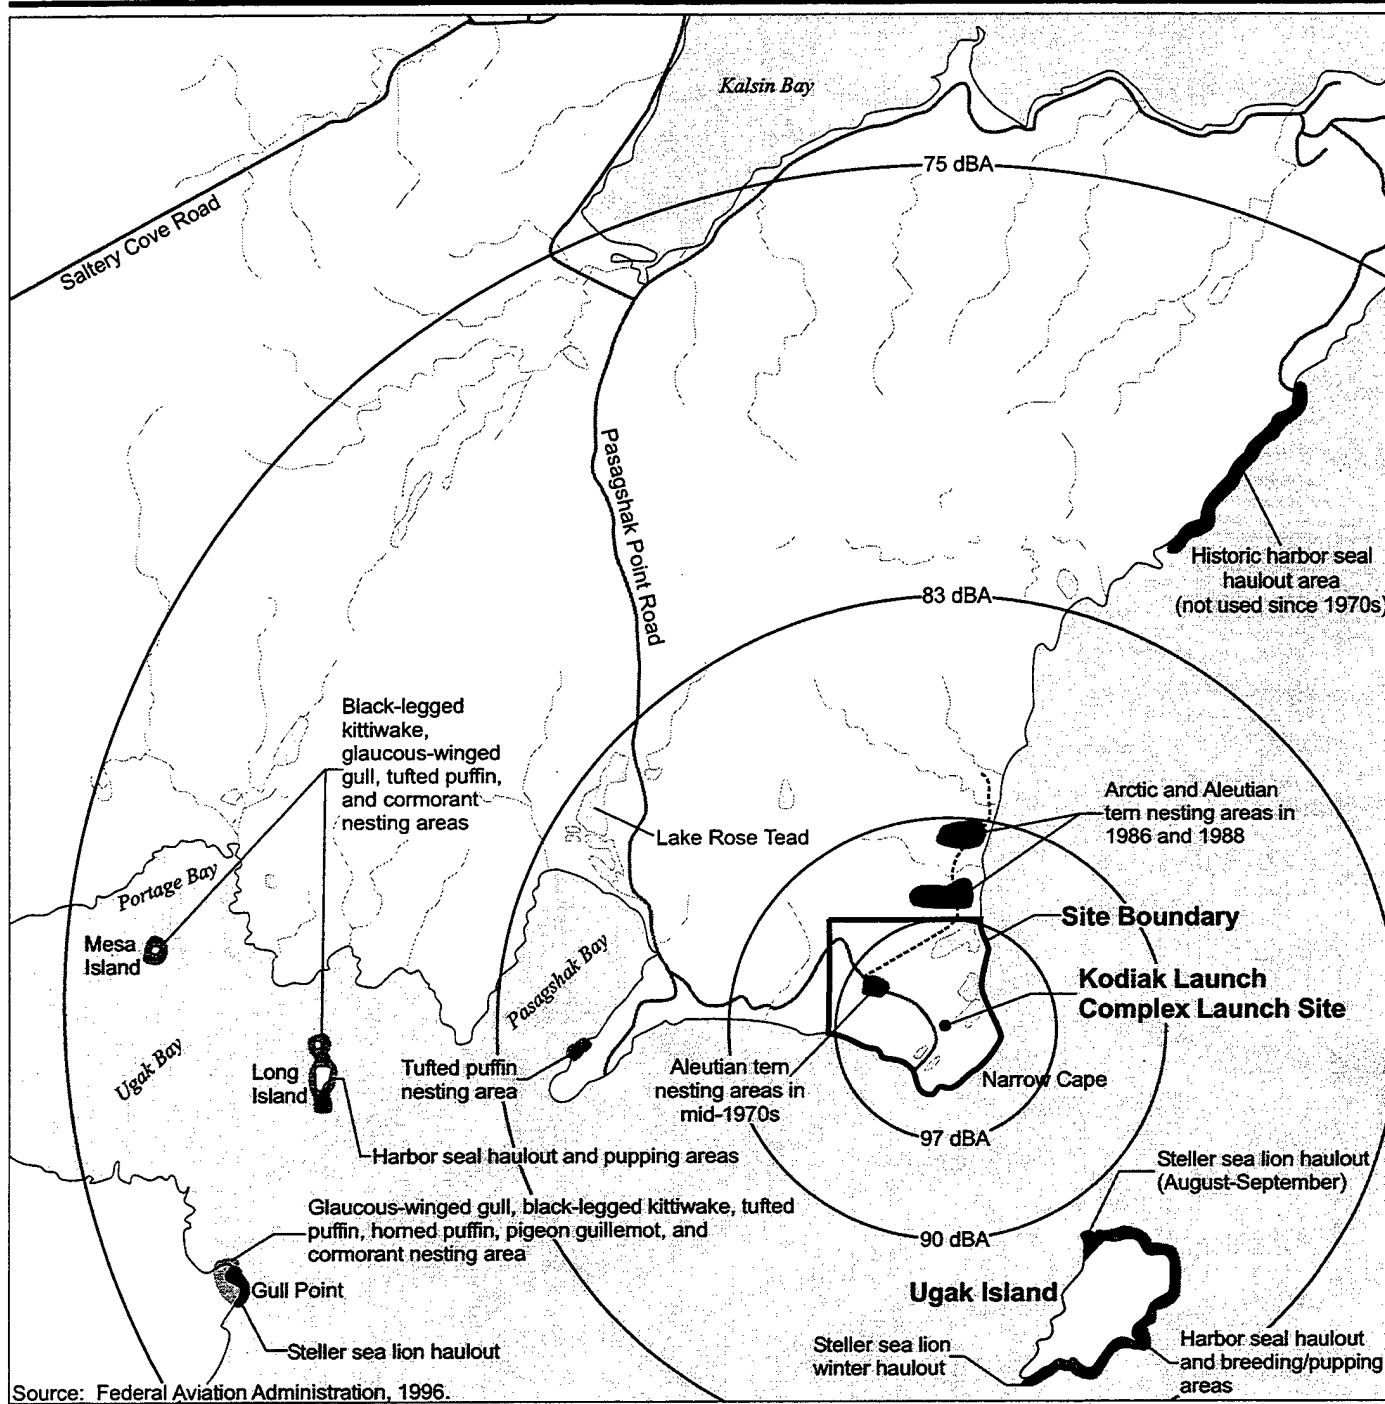 Kalsin Bay
75 dBA
Saltery Cove Road
Pasagshak Point Road
Historic harbor seal
haulout area
(not used since 1970s)
83 dBA
Black-legged
kittiwake,
glaucous-winged
gull, tufted puffin,
and cormorant
nesting areas
Arctic and Aleutian
tern nesting areas in
1986 and 1988
Lake Rose Tead
Portage Bay
Site Boundary
Mesa
Island
Pasagshak Bay
Kodiak Launch
Complex Launch Site
Ugak Bay
Long
Island
Tufted puffin
nesting area
Aleutian tern
nesting areas in
mid-1970s
Narrow Cape
97 dBA
Harbor seal haulout and pupping areas
Steller sea lion haulout
(August-September)
Glaucous-winged gull, black-legged kittiwake, tufted
puffin, horned puffin, pigeon guillemot, and
cormorant nesting area
90 dBA
Gull Point
Ugak Island
Steller sea lion haulout
Steller sea lion
winter haulout
Harbor seal haulout
and breeding/pupping
areas
Source: Federal Aviation Administration, 1996.